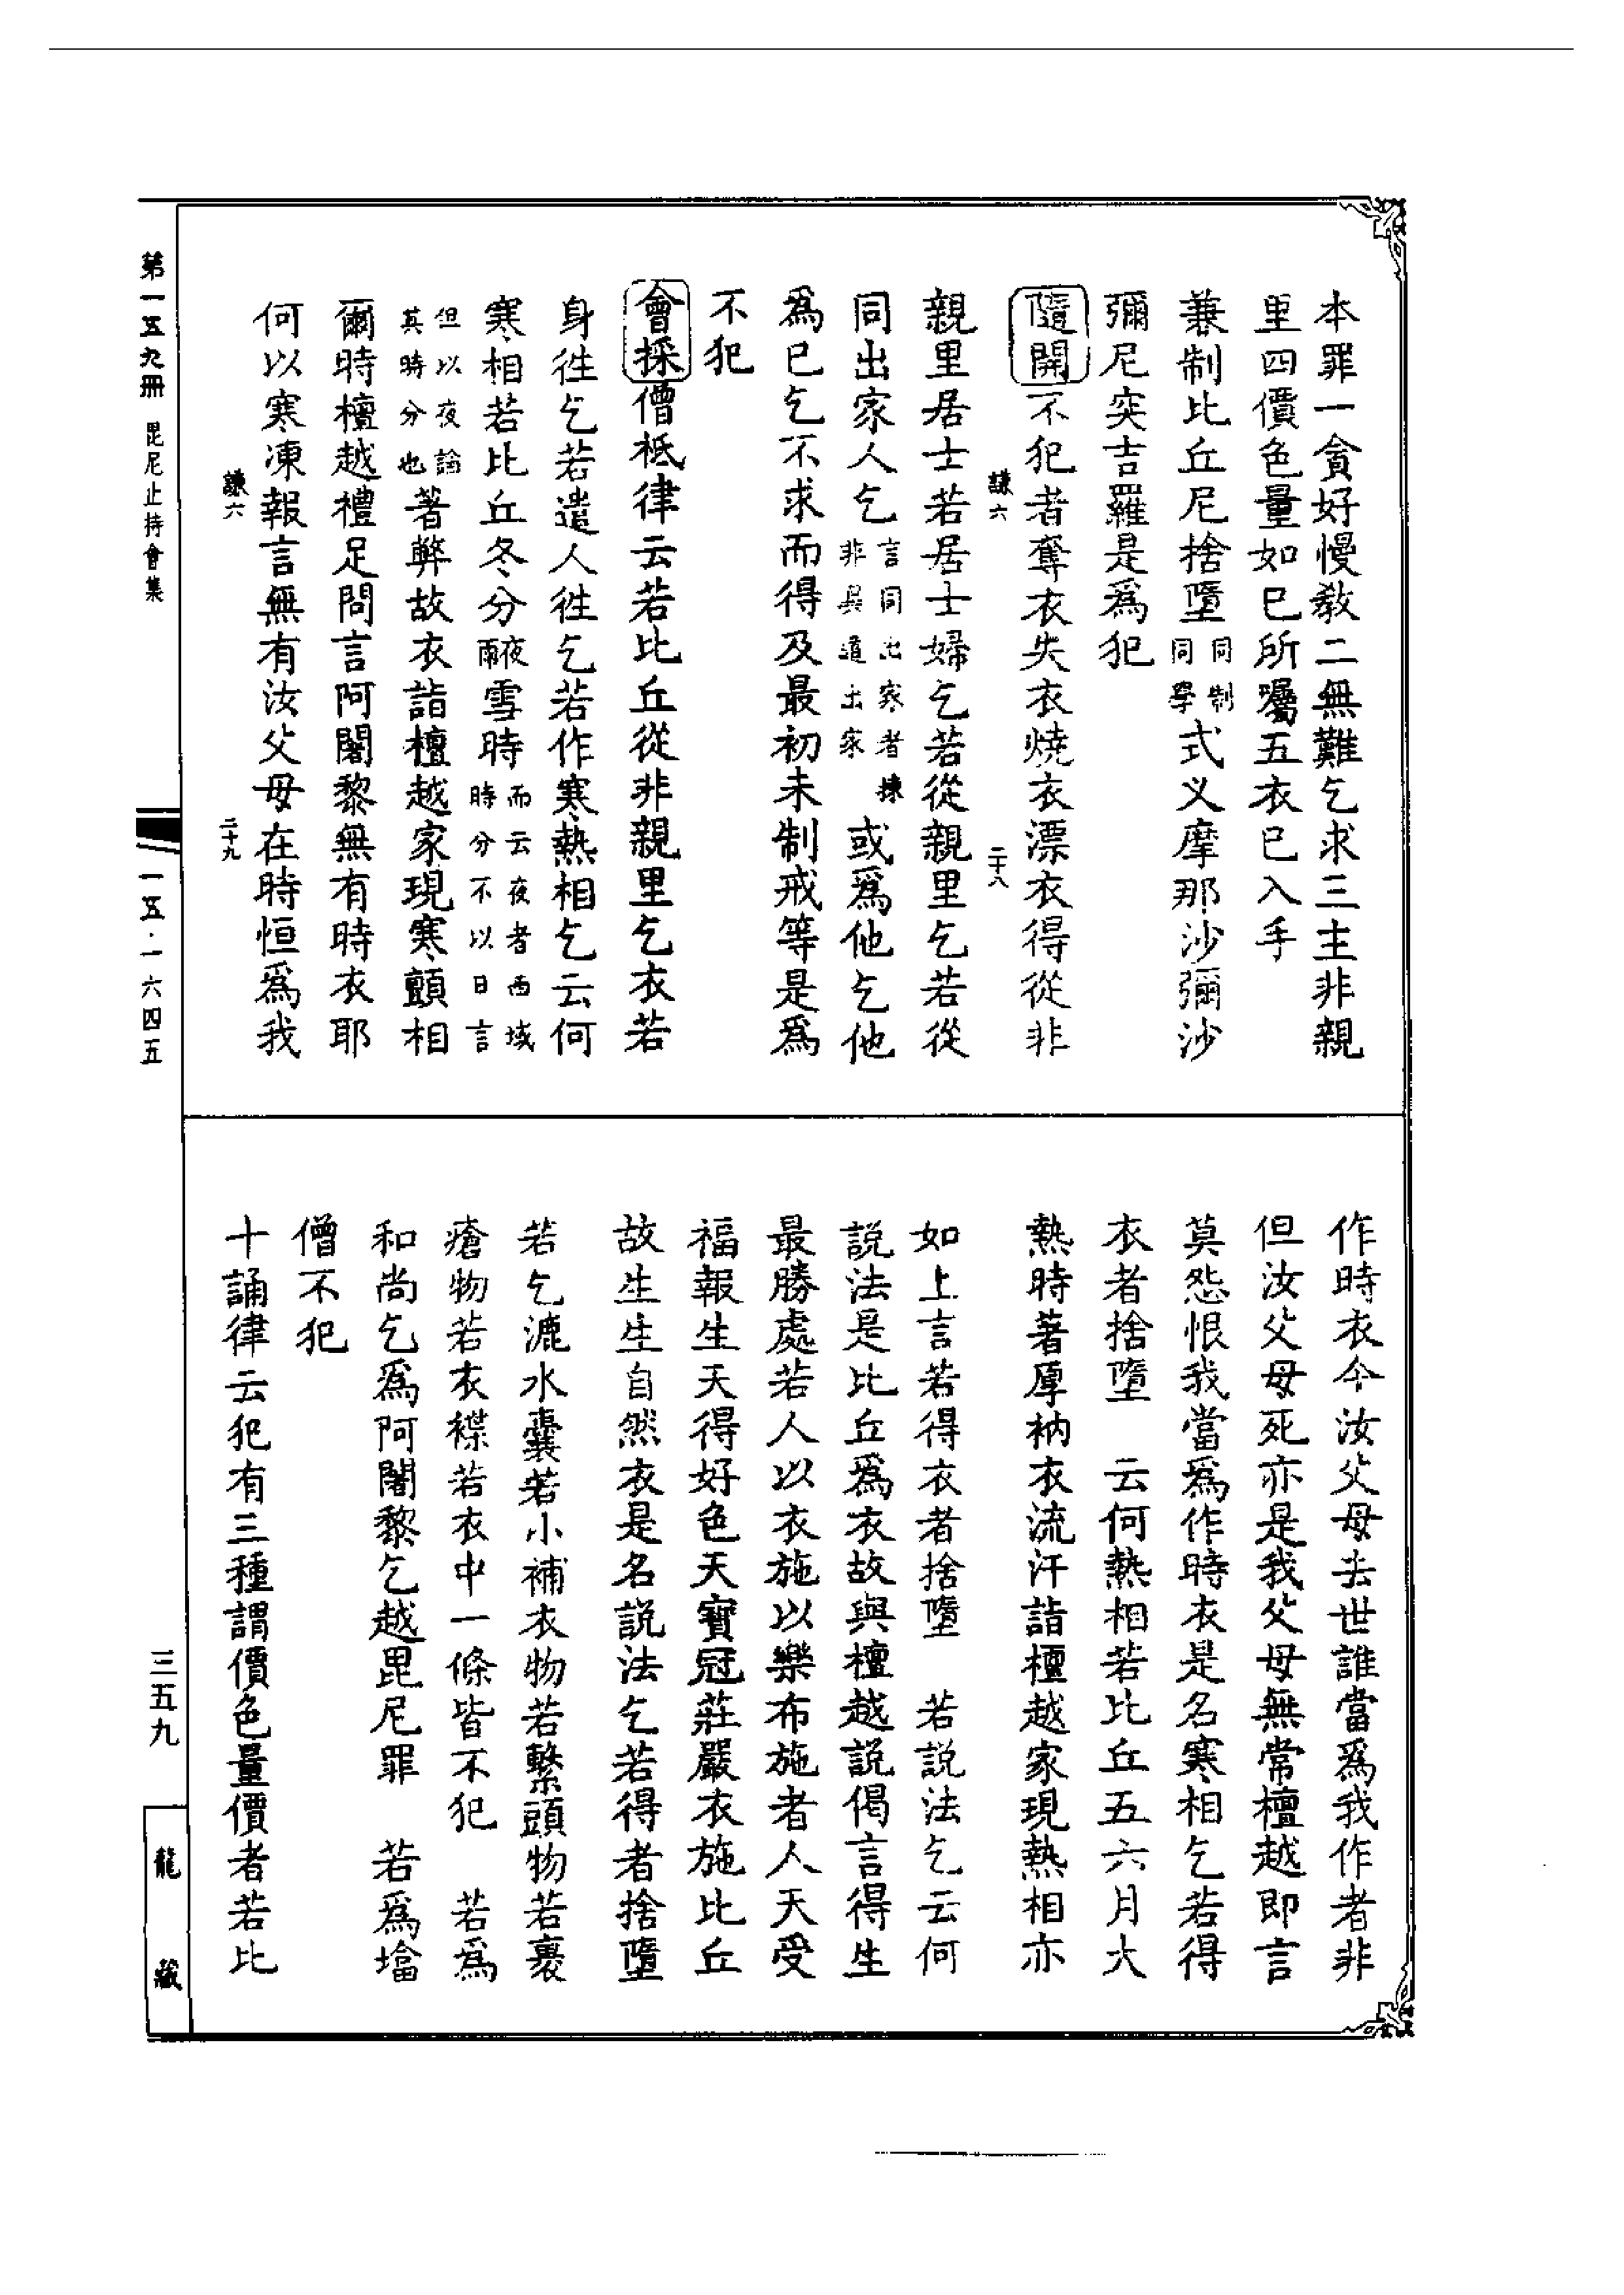 本罪一貪好慢教二無難乞求三主非親
里四價色量如巳所囑五衣已入手
兼制比丘尼捨墮同制同學式义摩那沙彌沙
彌尼突吉羅是爲犯
隨開不犯者奪衣失衣燒衣漂衣得從非
謙六 二十八
親里居士若居士婦乞若從親里乞若從
同出家人乞言同出家者揀非異道出家或爲他乞他
爲已乞不求而得及最初未制戒等是爲
不犯
會採僧祇律云若比丘從非親里乞衣若
身徃乞若遣人徃乞若作寒熱相乞云何
寒相若比丘冬分夜雨雪時而云夜者西域時分不以日言
但以夜論其時分也著弊故衣詣檀越家現寒顫相
爾時檀越禮足問言阿闍黎無有時衣耶
何以寒凍報言無有汝父母在時恒爲我
謙六 二十九
作時衣今汝父母去世誰當爲我作者非
但汝父母死亦是我父母無常檀越即言
莫怨恨我當爲作時衣是名寒相乞若得
衣者捨墮 云何熱相若比丘五六月大
熱時著厚衲衣流汗詣檀越家現熱相亦
如上言若得衣者捨墮 若説法乞云何
説法是比丘爲衣故與檀越説偈言得生
最勝處若人以衣施以樂布施者人天受
福報生天得好色天寶冠莊嚴衣施比丘
故生生自然衣是名説法乞若得者捨墮
若乞漉水囊若小補衣物若繫頭物若裹
瘡物若衣緤若衣中一條皆不犯 若爲
和尚乞爲阿闍黎乞越毘尼罪 若爲墖
僧不犯
十誦律云犯有三種謂價色量價者若比
第一五九冊 毘尼止持會集
一五·一六四五
三五九
龍藏